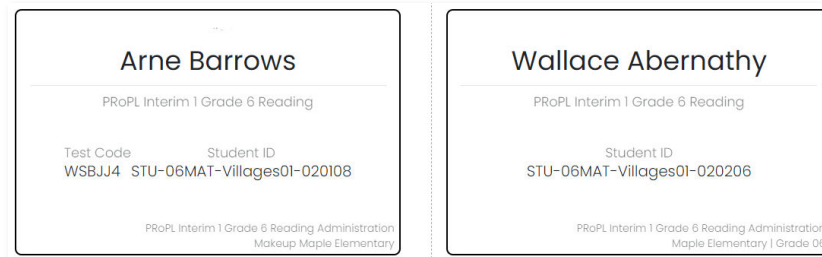 Arne Barrows
PRoPL Interim 1 Grade 6 Reading
Test Code Student ID
WSBJJ4 STU-06MAT-Villages01-020108
PRoPL Interim 1 Grade 6 Reading Administration
Makeup Maple Elementary
Wallace Abernathy
PRoPL Interim 1 Grade 6 Reading
Student ID
STU-06MAT-Villages01-020206
PRoPL Interim 1 Grade 6 Reading Administration
Maple Elementary | Grade 06